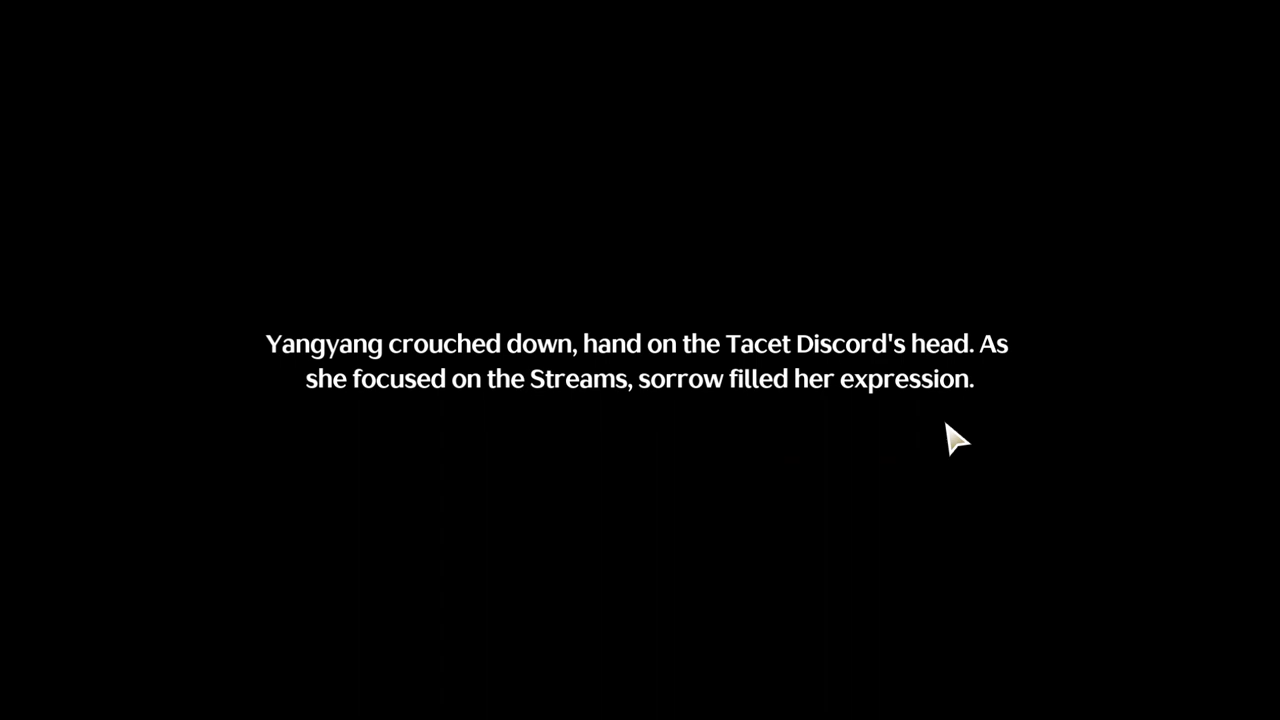 Yangyang crouched down, hand on the Tacet Discord's head. As
she focused on the Streams, sorrow filled her expression.